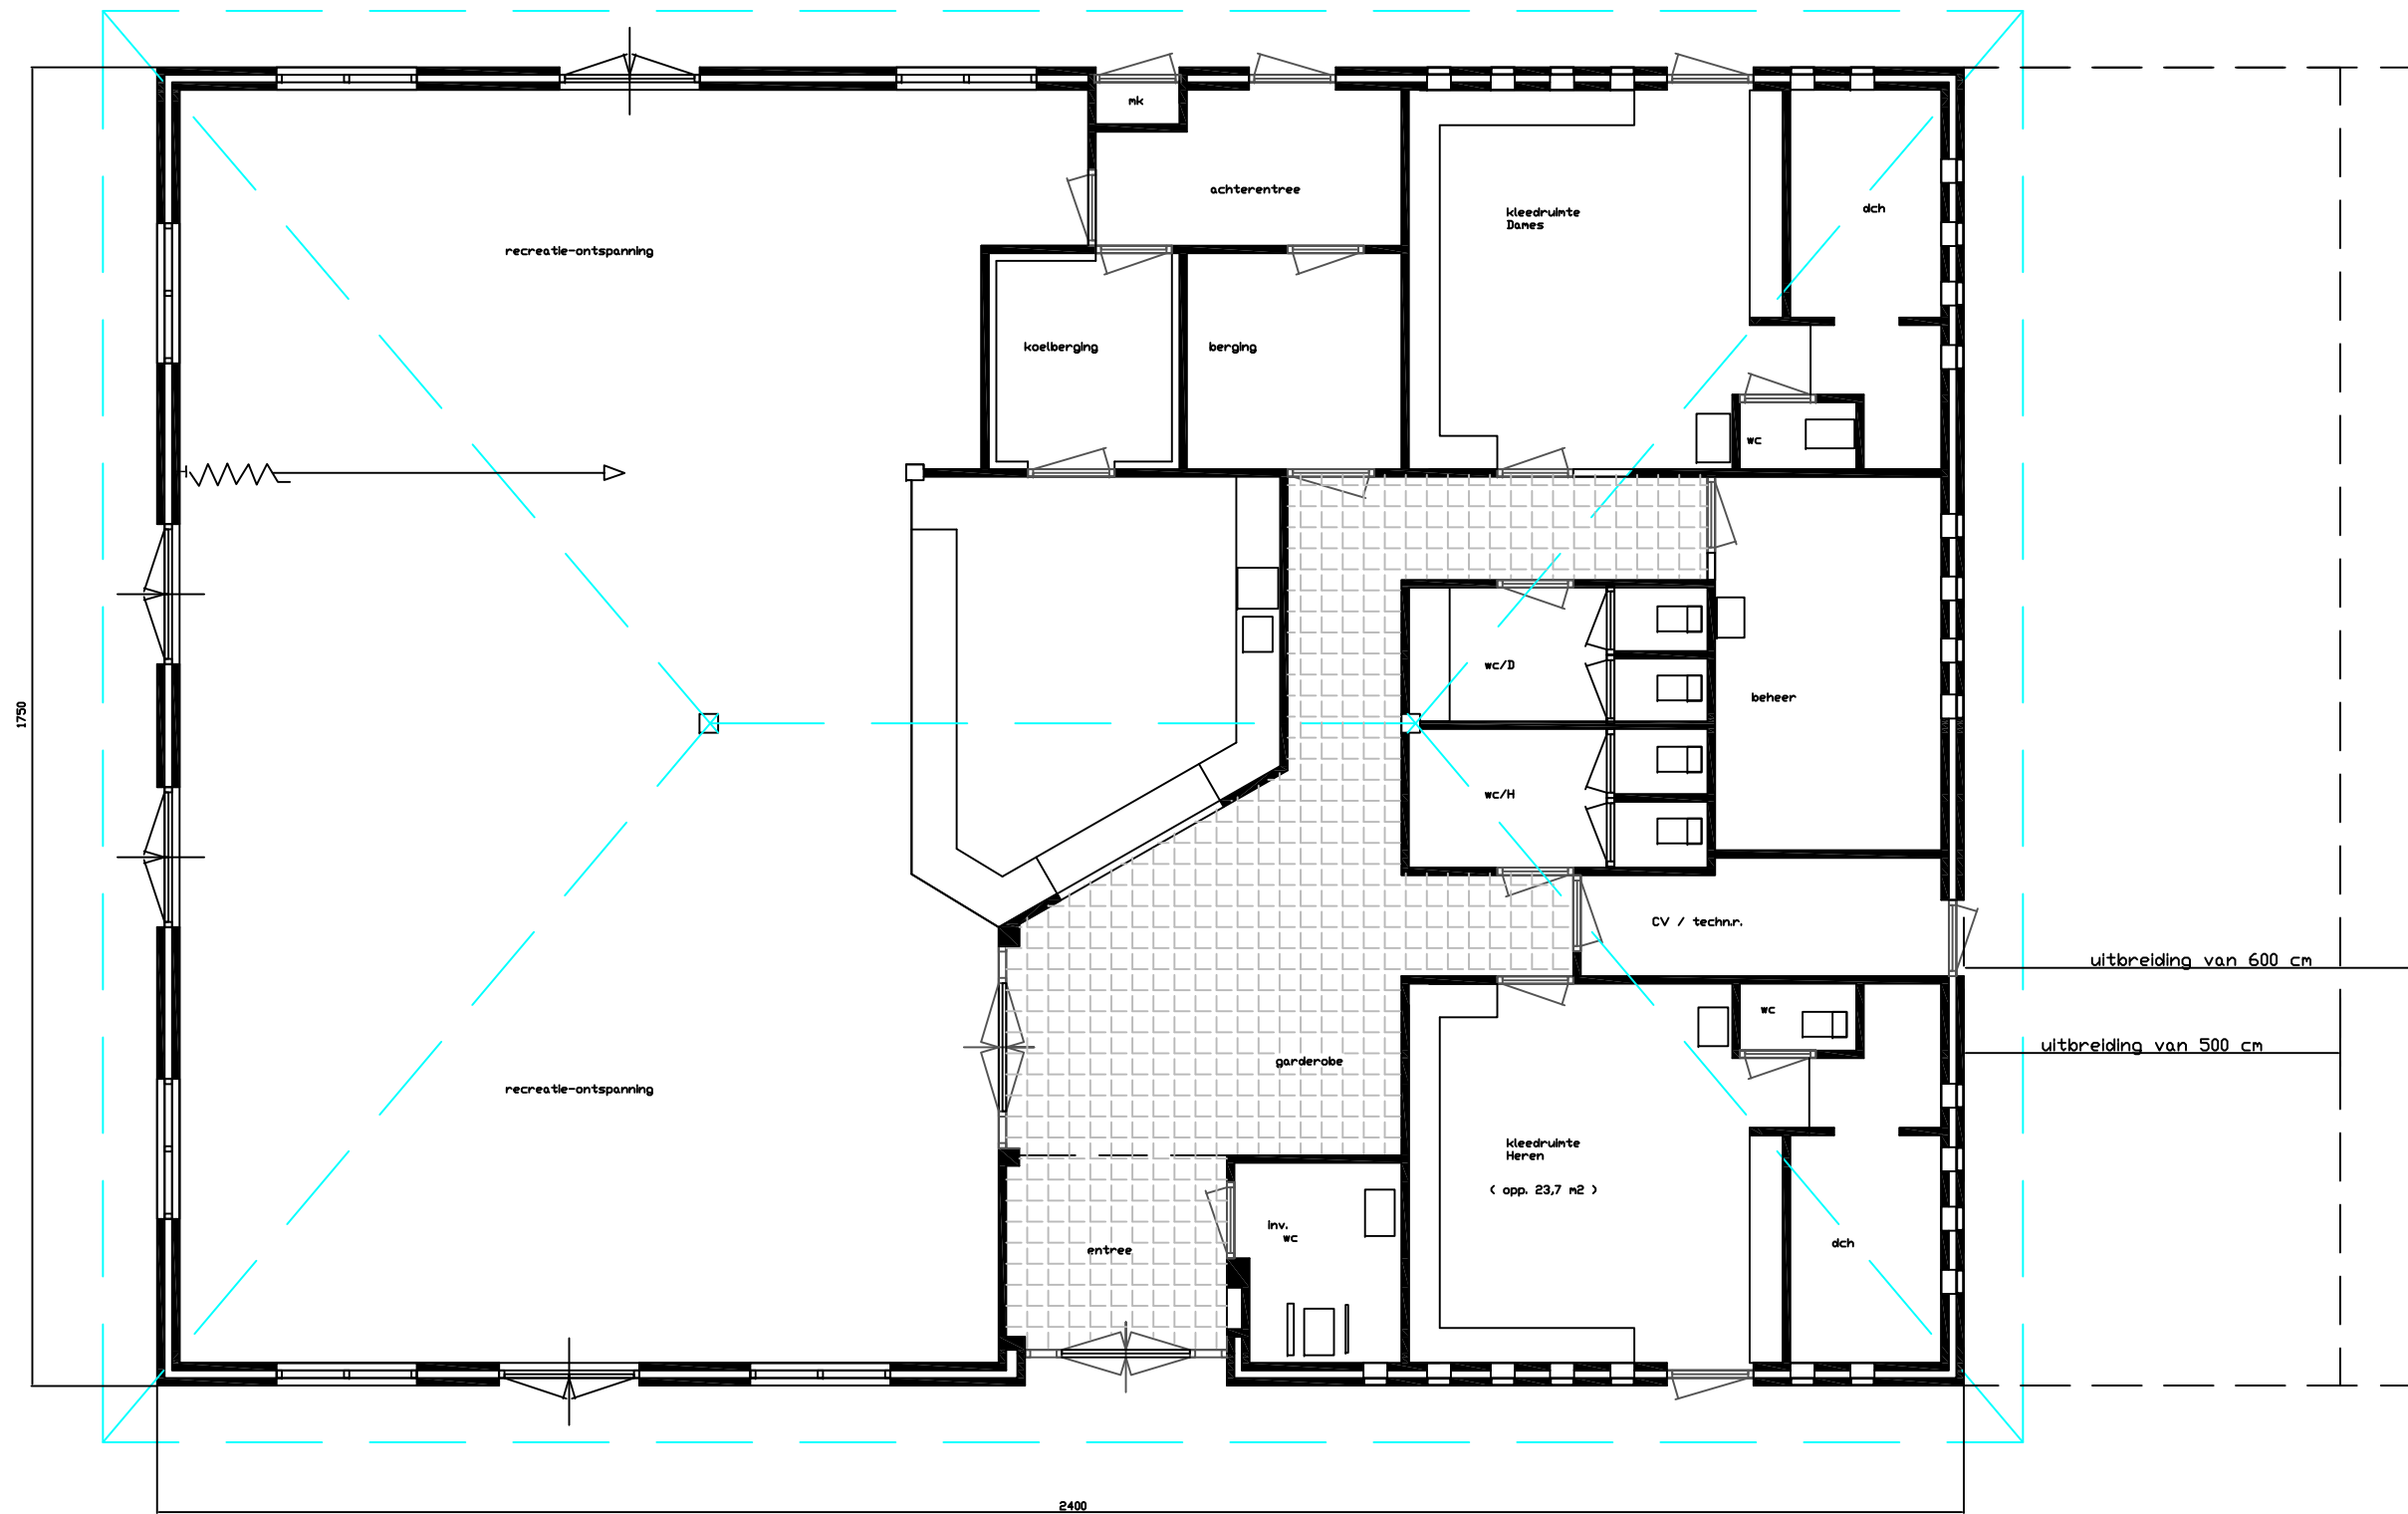 mk
achterentree
kleedruimte
Dames
dch
recreatie-ontspanning
koelberging
berging
wc
wc/D
beheer
1750
wc/H
CV / techn.r.
uitbreiding van 600 cm
wc
uitbreiding van 500 cm
garderobe
recreatie-ontspanning
kleedruimte
Heren
( opp. 23,7 m2 )
inv.
wc
entree
dch
2400